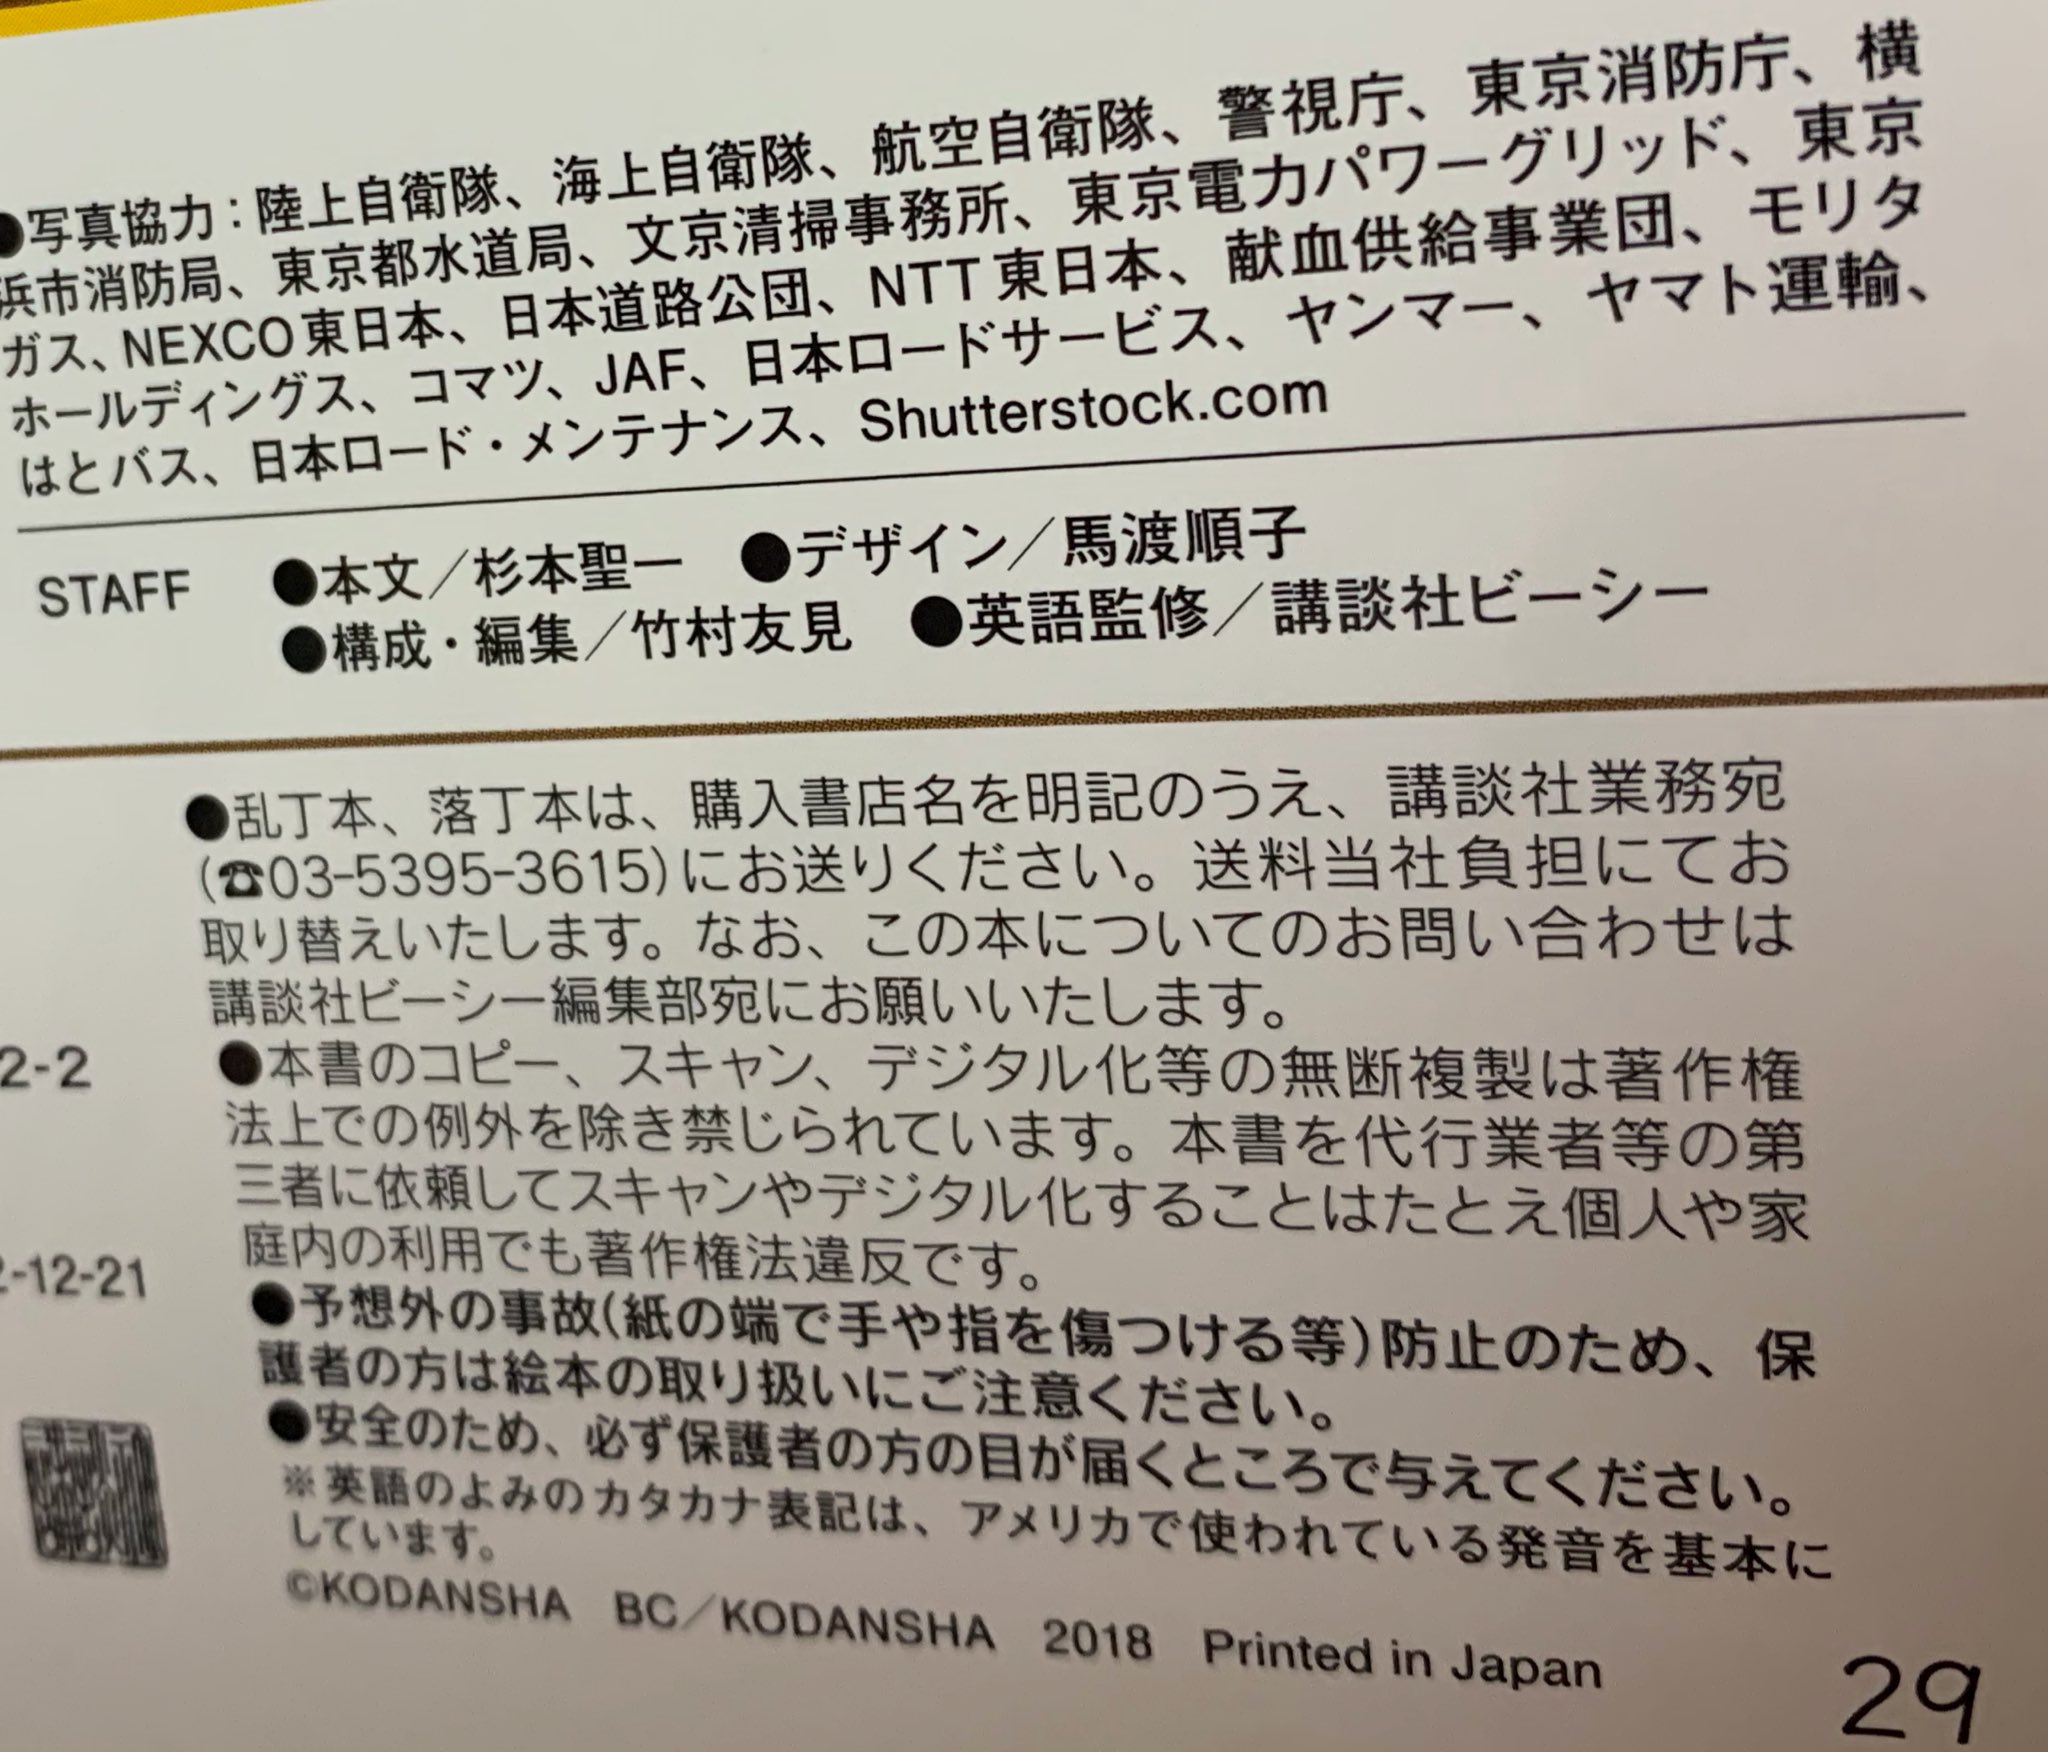 ●写真協力：陸上自衛隊、海上自衛隊、航空自衛隊、警視庁、東京消防庁、横
浜市消防局、東京都水道局、文京清掃事務所、東京電力パワーグリッド、東京
ガス、NEXCO東日本、日本道路公団、NTT東日本、献血供給事業団、モリタ
ホールディングス、コマツ、JAF、日本ロードサービス、ヤンマー、ヤマト運輸、
はとバス、日本ロード・メンテナンス、Shutterstock.com
STAFF ●本文／杉本聖一 ●デザイン／馬渡順子
●構成・編集／竹村友見 ●英語監修／講談社ビーシー
●乱丁本、落丁本は、購入書店名を明記のうえ、講談社業務宛
(☎03-5395-3615)にお送りください。送料当社負担にてお
取り替えいたします。なお、この本についてのお問い合わせは
講談社ビーシー編集部宛にお願いいたします。
2-2
●本書のコピー、スキャン、デジタル化等の無断複製は著作権
法上での例外を除き禁じられています。本書を代行業者等の第
三者に依頼してスキャンやデジタル化することはたとえ個人や家
庭内の利用でも著作権法違反です。
2-12-21
●予想外の事故(紙の端で手や指を傷つける等)防止のため、保
護者の方は絵本の取り扱いにご注意ください。
●安全のため、必ず保護者の方の目が届くところで与えてください。
※英語のよみのカタカナ表記は、アメリカで使われている発音を基本に
しています。
©KODANSHA BC／KODANSHA 2018 Printed in Japan
29